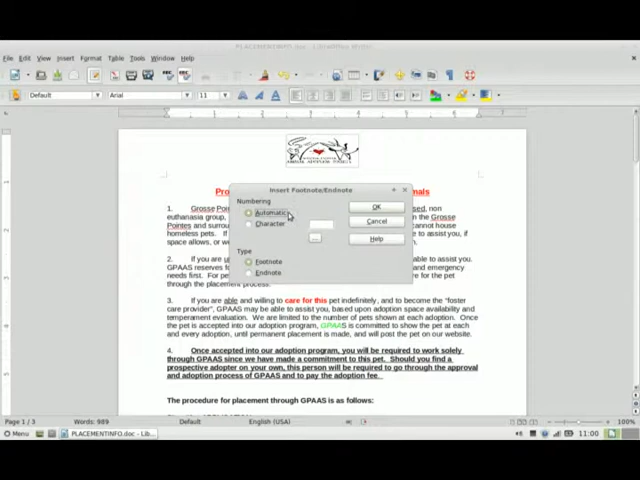 PLACEMENTINFO.doc - LibreOffice Writer
File Edit View Insert Format Table Tools Window Help
Default Arial 11
Grosse
Insert Footnote/Endnote
Numbering
Automatic
Character
...
Type
Footnote
Endnote
OK
Cancel
Help
1. Grosse
euthanasia group,
Pointes and surrou
homeless pets. If
space allows, or w
mals
sed, non
n the Grosse
cannot house
to assist you, if
2. If you are una
GPAAS reserves f
needs first. For pe
through the placement
able to assist you.
and emergency
3. If you are able and willing to care for this pet indefinitely, and to become the “foster
care provider”, GPAAS may be able to assist you, based upon adoption space availability and
temperament evaluation. We are limited to the number of pets shown at each adoption. Once
the pet is accepted into our adoption program, GPAAS is committed to show the pet at each
and every adoption, until permanent placement is made, and will post the pet on our website.
4. Once accepted into our adoption program, you will be required to work solely
through GPAAS since we have made a commitment to this pet. Should you find a
prospective adopter on your own, this person will be required to go through the approval
and adoption process of GPAAS and to pay the adoption fee.
The procedure for placement through GPAAS is as follows:
Page 1 / 3 Words: 989 Default English (USA) 100%
Menu PLACEMENTINFO.doc - Lib... 11:00